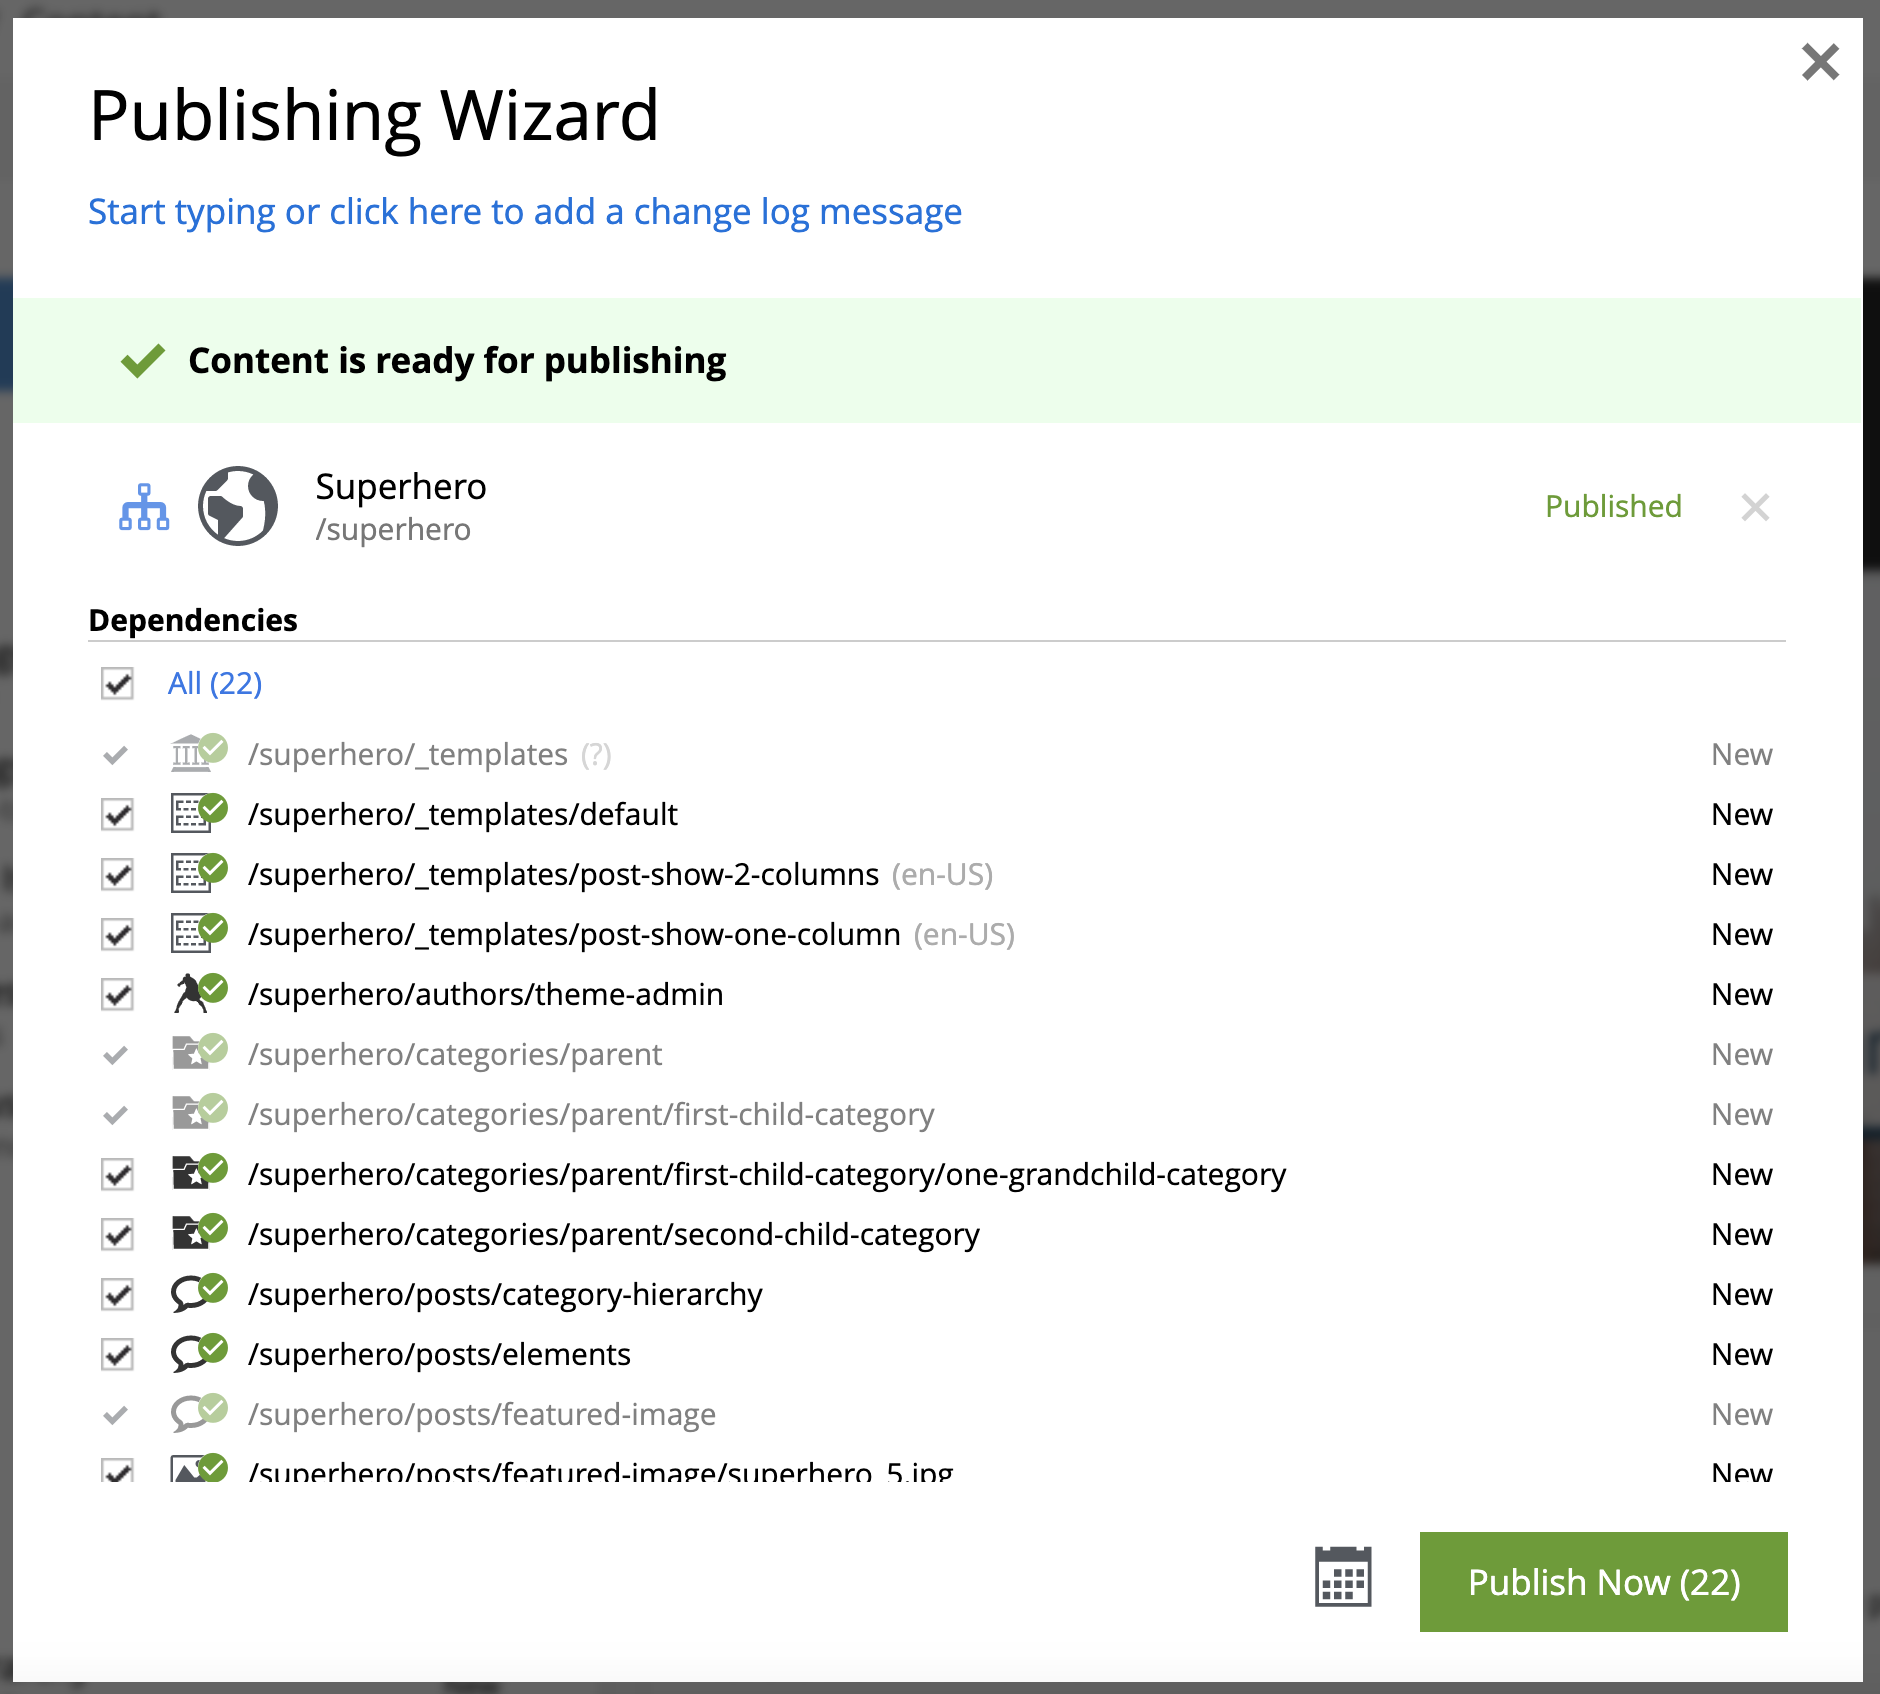 Publishing Wizard
Start typing or click here to add a change log message
Content is ready for publishing
Superhero
/superhero
Published
Dependencies
All (22)
/superhero/_templates (?) New
/superhero/_templates/default New
/superhero/_templates/post-show-2-columns (en-US) New
/superhero/_templates/post-show-one-column (en-US) New
/superhero/authors/theme-admin New
/superhero/categories/parent New
/superhero/categories/parent/first-child-category New
/superhero/categories/parent/first-child-category/one-grandchild-category New
/superhero/categories/parent/second-child-category New
/superhero/posts/category-hierarchy New
/superhero/posts/elements New
/superhero/posts/featured-image New
/superhero/posts/featured-image/superhero_5.jpg New
Publish Now (22)